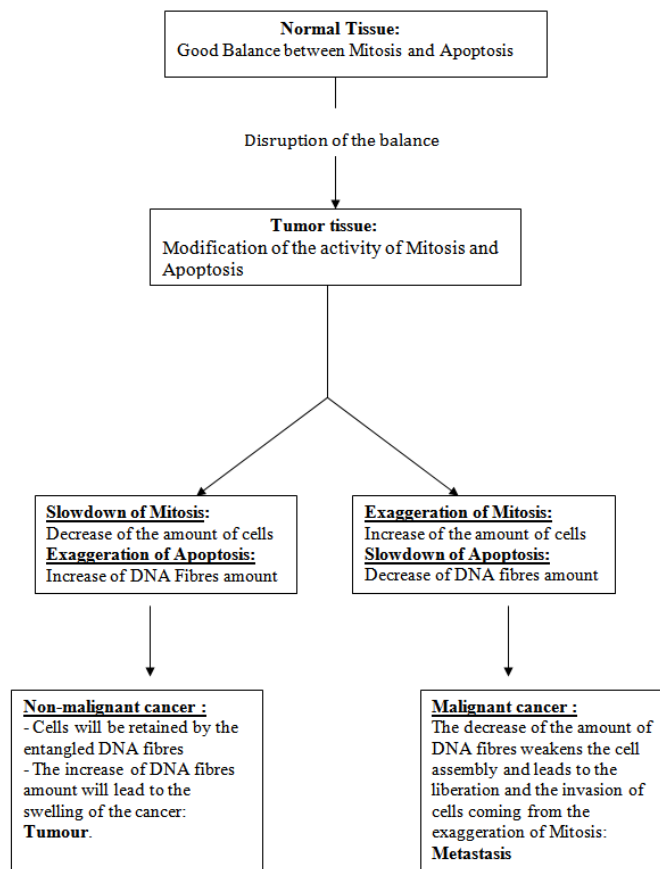 Normal Tissue:
Good Balance between Mitosis and Apoptosis
Disruption of the balance
Tumor tissue:
Modification of the activity of Mitosis and
Apoptosis
Slowdown of Mitosis:
Decrease of the amount of cells
Exaggeration of Apoptosis:
Increase of DNA Fibres amount
Exaggeration of Mitosis:
Increase of the amount of cells
Slowdown of Apoptosis:
Decrease of DNA fibres amount
Non-malignant cancer :
- Cells will be retained by the
entangled DNA fibres
- The increase of DNA fibres
amount will lead to the
swelling of the cancer:
Tumour.
Malignant cancer :
The decrease of the amount of
DNA fibres weakens the cell
assembly and leads to the
liberation and the invasion of
cells coming from the
exaggeration of Mitosis:
Metastasis